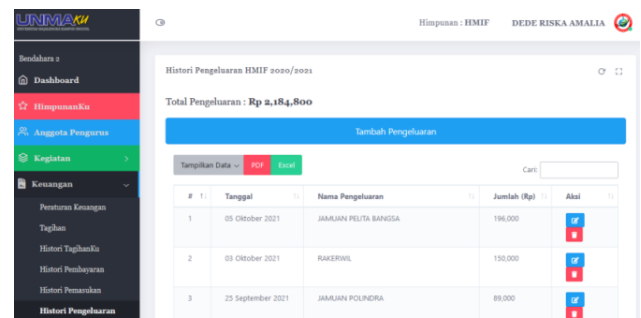 UNMAKU
Himpunan : HMIF
DEDE RISKA AMALIA
Bendahara 2
Dashboard
HimpunanKu
Anggota Pengurus
Kegiatan
Keuangan
Peraturan Keuangan
Tagihan
Histori TagihanKu
Histori Pembayaran
Histori Pemasukan
Histori Pengeluaran
Histori Pengeluaran HMIF 2020/2021
Total Pengeluaran : Rp 2,184,800
Tambah Pengeluaran
Tampilkan Data PDF Excel
Cari:
# Tanggal Nama Pengeluaran Jumlah (Rp) Aksi
1 05 Oktober 2021 JAMUAN PELITA BANGSA 196,000
2 03 Oktober 2021 RAKERWIL 150,000
3 25 September 2021 JAMUAN POLINDRA 89,000